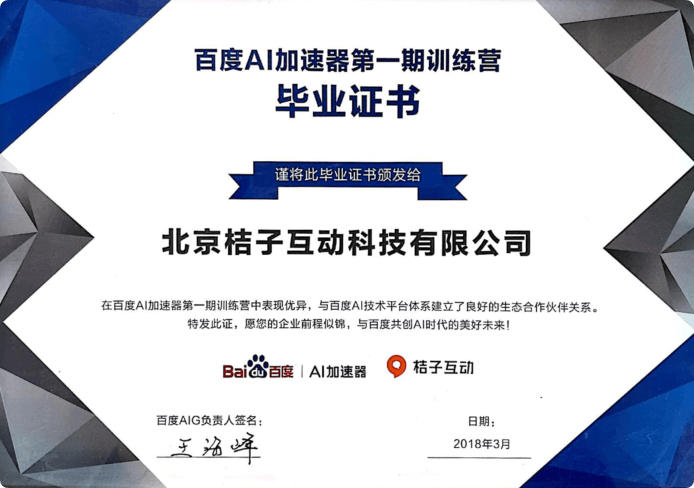 百度AI加速器第一期训练营
毕业证书
谨将此毕业证书颁发给
北京桔子互动科技有限公司
在百度AI加速器第一期训练营中表现优异，与百度AI技术平台体系建立了良好的生态合作伙伴关系。
特发此证，愿您的企业前程似锦，与百度共创AI时代的美好未来！
Bai du 百度 | AI加速器 桔子互动
百度AIG负责人签名： 日期：
王海峰 2018年3月